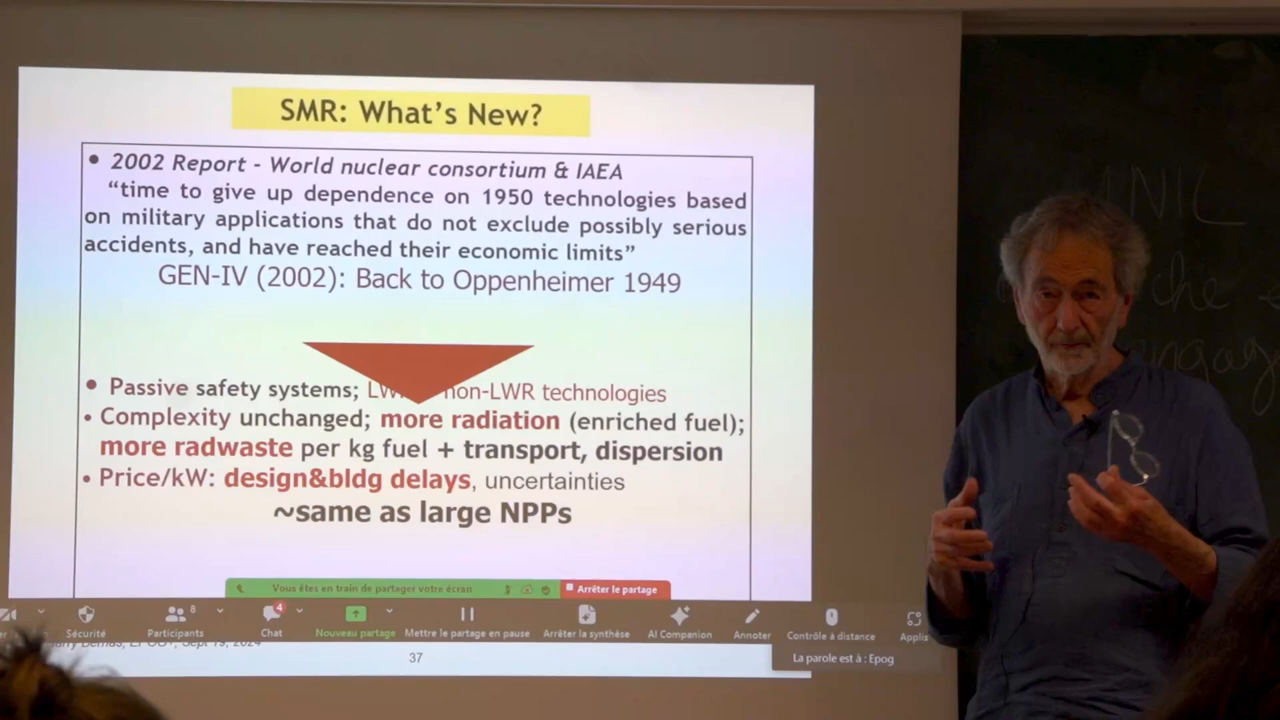 SMR: What's New?
• 2002 Report - World nuclear consortium & IAEA
“time to give up dependence on 1950 technologies based
on military applications that do not exclude possibly serious
accidents, and have reached their economic limits”
GEN-IV (2002): Back to Oppenheimer 1949
• Passive safety systems; non-LWR technologies
• Complexity unchanged; more radiation (enriched fuel);
more radwaste per kg fuel + transport, dispersion
• Price/kW: design&bldg delays, uncertainties
~same as large NPPs
Vous êtes en train de partager votre écran
Arrêter le partage
Sécurité
Participants 8
Chat 4
Nouveau partage
Mettre le partage en pause
Arrêter la synthèse
AI Companion
Annoter
Contrôle à distance
Applis
Sept 19, 2024
37
La parole est à : Epog